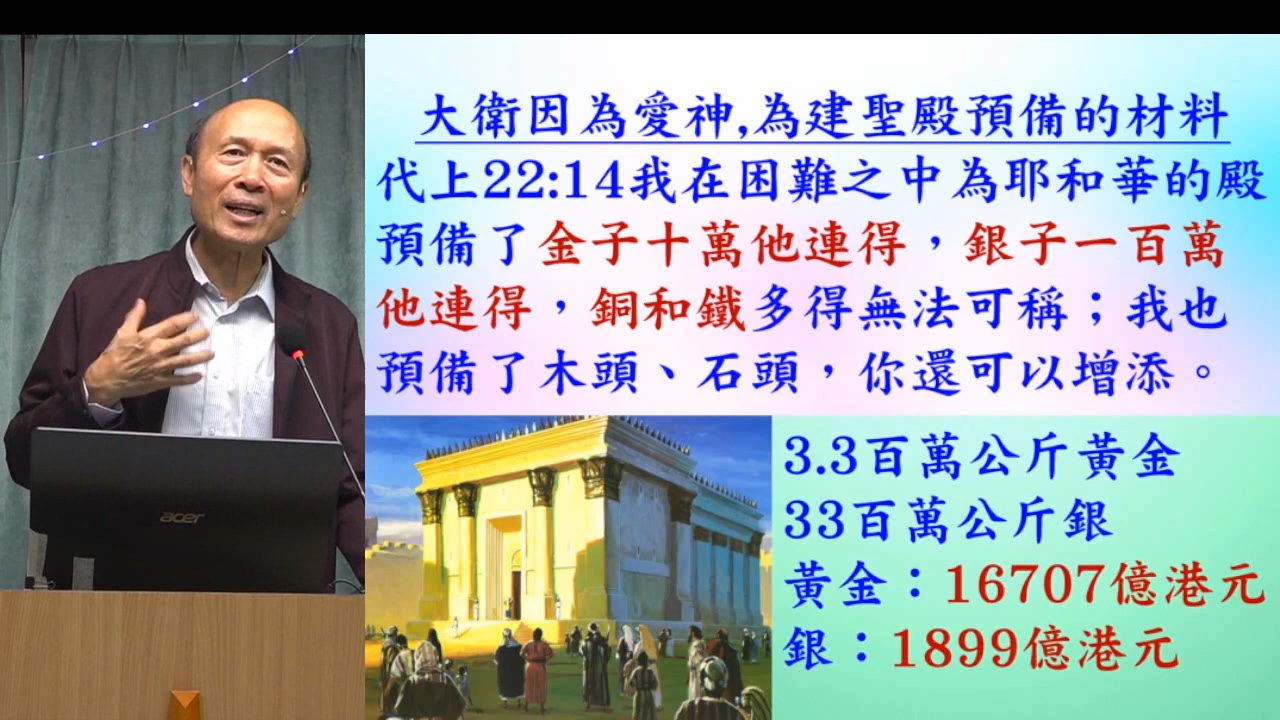 大衛因為愛神,為建聖殿預備的材料
代上22:14我在困難之中為耶和華的殿
預備了金子十萬他連得，銀子一百萬
他連得，銅和鐵多得無法可稱；我也
預備了木頭、石頭，你還可以增添。
3.3百萬公斤黃金
33百萬公斤銀
黃金：16707億港元
銀：1899億港元
acer